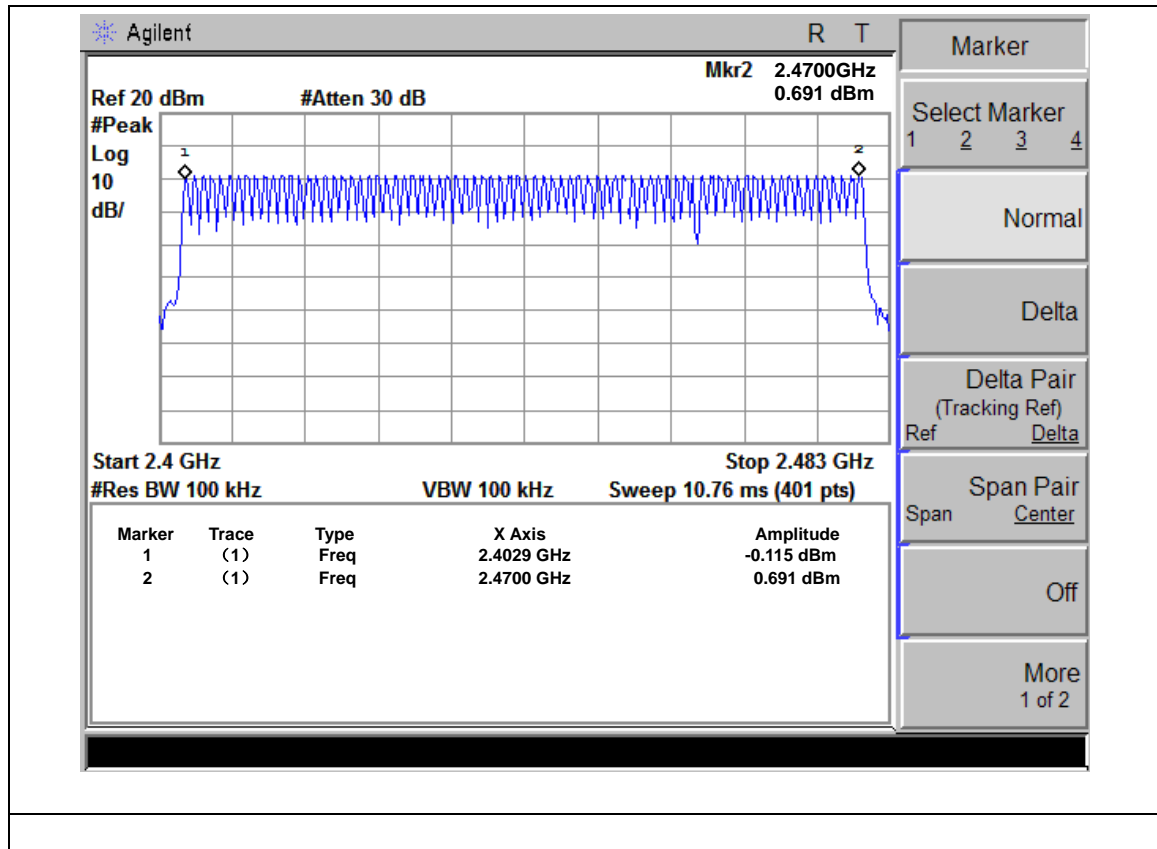 Agilent R T
Mkr2 2.4700GHz
0.691 dBm
Ref 20 dBm #Atten 30 dB
#Peak
Log
10
dB/
1
2
Start 2.4 GHz Stop 2.483 GHz
#Res BW 100 kHz VBW 100 kHz Sweep 10.76 ms (401 pts)
Marker Trace Type X Axis Amplitude
1 (1) Freq 2.4029 GHz -0.115 dBm
2 (1) Freq 2.4700 GHz 0.691 dBm
Marker
Select Marker
1 2 3 4
Normal
Delta
Delta Pair
(Tracking Ref)
Ref Delta
Span Pair
Span Center
Off
More
1 of 2